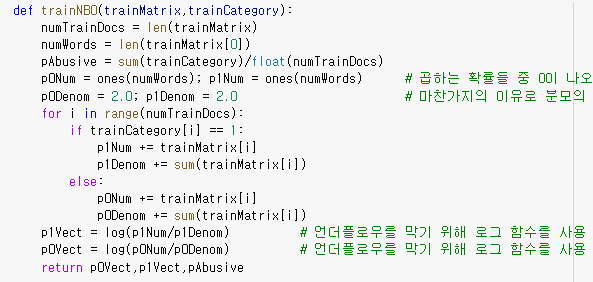 def trainNB0(trainMatrix,trainCategory):
    numTrainDocs = len(trainMatrix)
    numWords = len(trainMatrix[0])
    pAbusive = sum(trainCategory)/float(numTrainDocs)
    p0Num = ones(numWords); p1Num = ones(numWords)      # 곱하는 확률들 중 0이 나오
    p0Denom = 2.0; p1Denom = 2.0                        # 마찬가지의 이유로 분모의
    for i in range(numTrainDocs):
        if trainCategory[i] == 1:
            p1Num += trainMatrix[i]
            p1Denom += sum(trainMatrix[i])
        else:
            p0Num += trainMatrix[i]
            p0Denom += sum(trainMatrix[i])
    p1Vect = log(p1Num/p1Denom)          # 언더플로우를 막기 위해 로그 함수를 사용
    p0Vect = log(p0Num/p0Denom)          # 언더플로우를 막기 위해 로그 함수를 사용
    return p0Vect,p1Vect,pAbusive